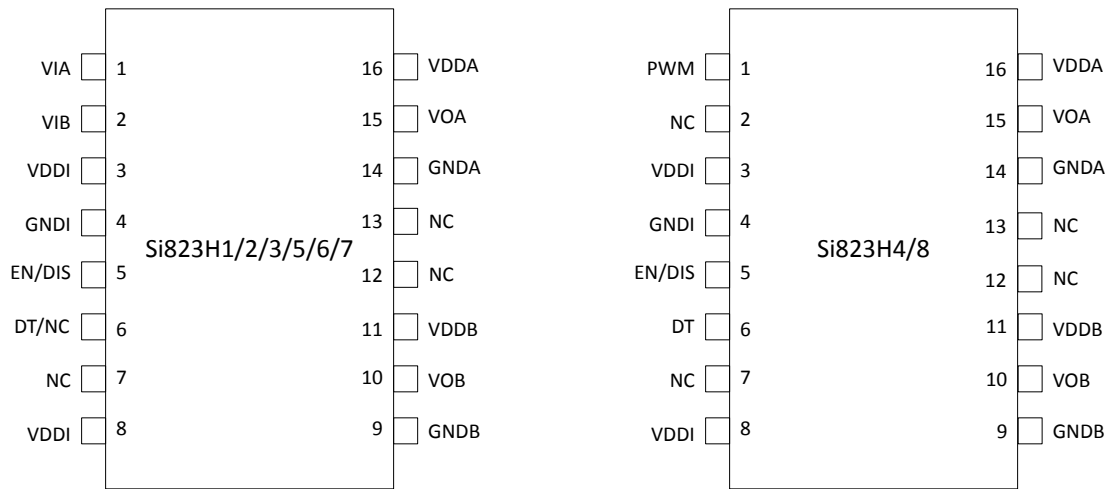 VIA 1 16 VDDA
VIB 2 15 VOA
VDDI 3 14 GNDA
GNDI 4 13 NC
Si823H1/2/3/5/6/7
EN/DIS 5 12 NC
DT/NC 6 11 VDDB
NC 7 10 VOB
VDDI 8 9 GNDB
PWM 1 16 VDDA
NC 2 15 VOA
VDDI 3 14 GNDA
GNDI 4 13 NC
Si823H4/8
EN/DIS 5 12 NC
DT 6 11 VDDB
NC 7 10 VOB
VDDI 8 9 GNDB